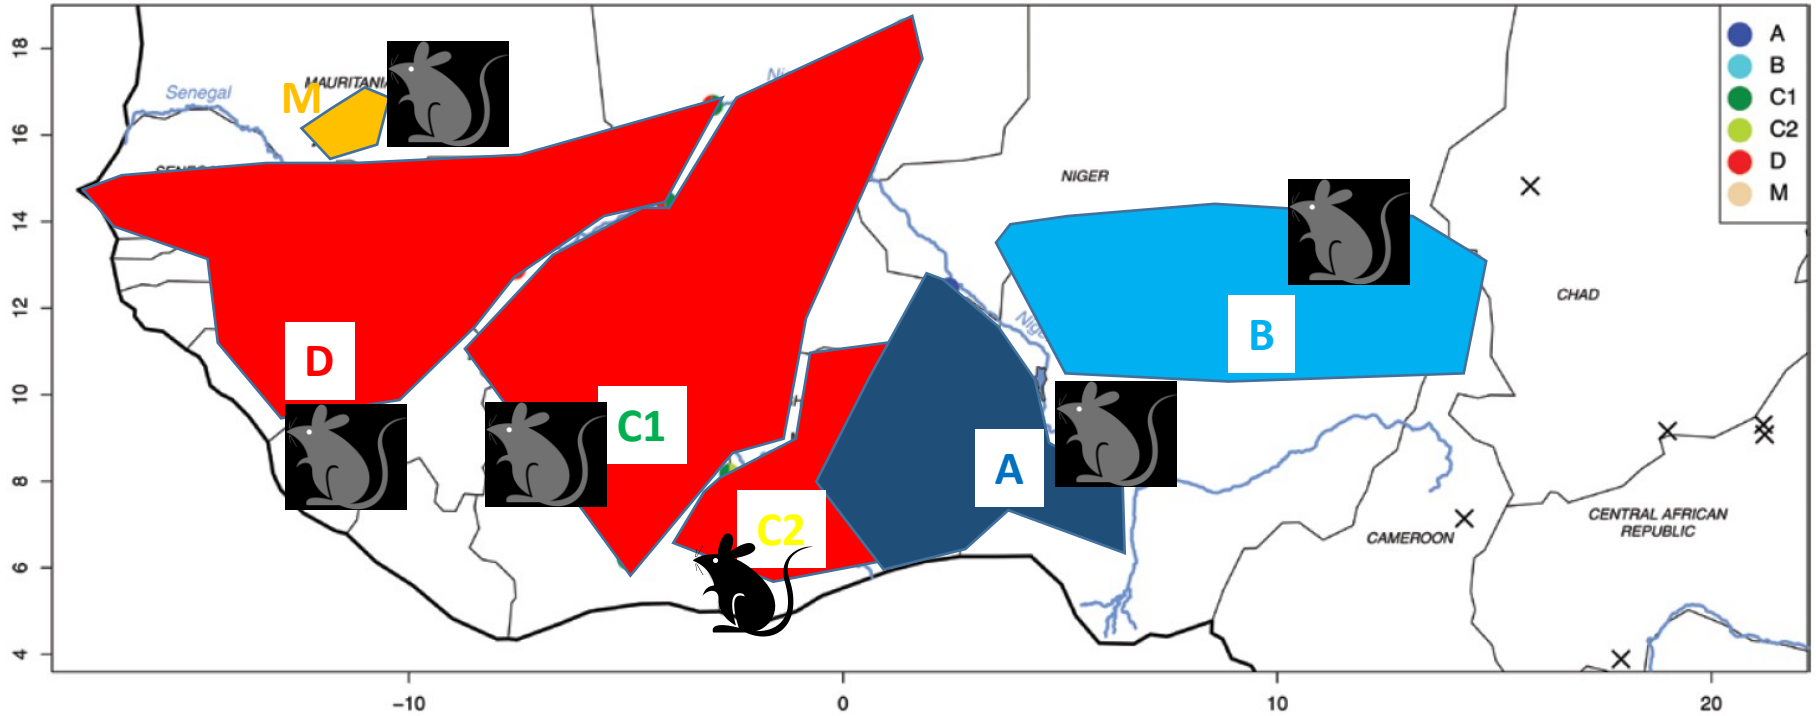 18
16
14
12
10
8
6
4
-10
0
10
20
Senegal
MAURITANIA
M
NIGER
CHAD
CAMEROON
CENTRAL AFRICAN
REPUBLIC
D
C1
C2
A
B
A
B
C1
C2
D
M